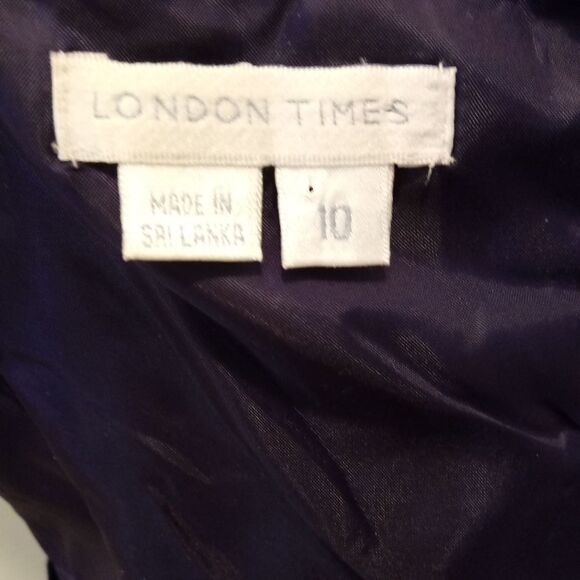 LONDON TIMES
MADE IN
SRI LANKA
10